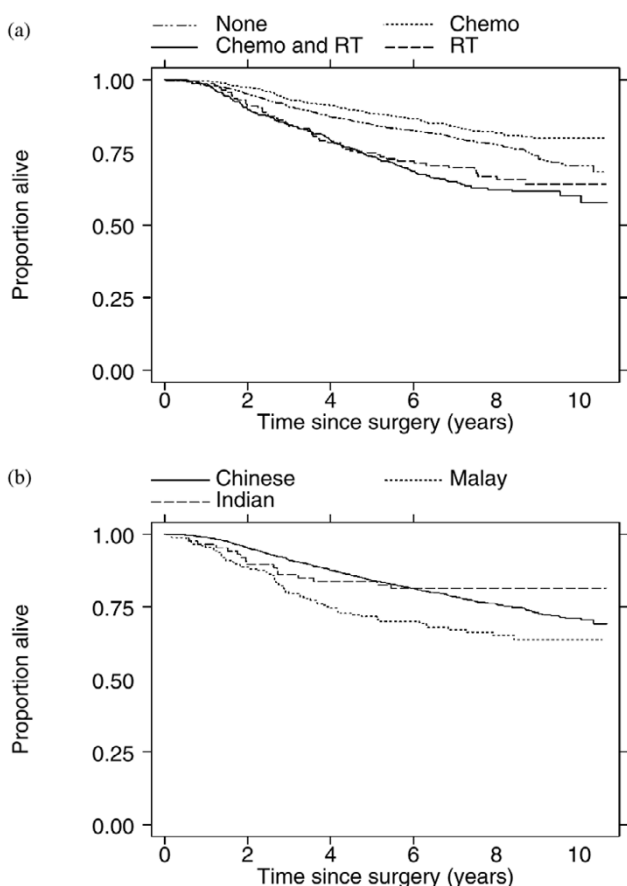 (a)
None Chemo
Chemo and RT RT
1.00
0.75
0.50
0.25
0.00
Proportion alive
0 2 4 6 8 10
Time since surgery (years)
(b)
Chinese Malay
Indian
1.00
0.75
0.50
0.25
0.00
Proportion alive
0 2 4 6 8 10
Time since surgery (years)